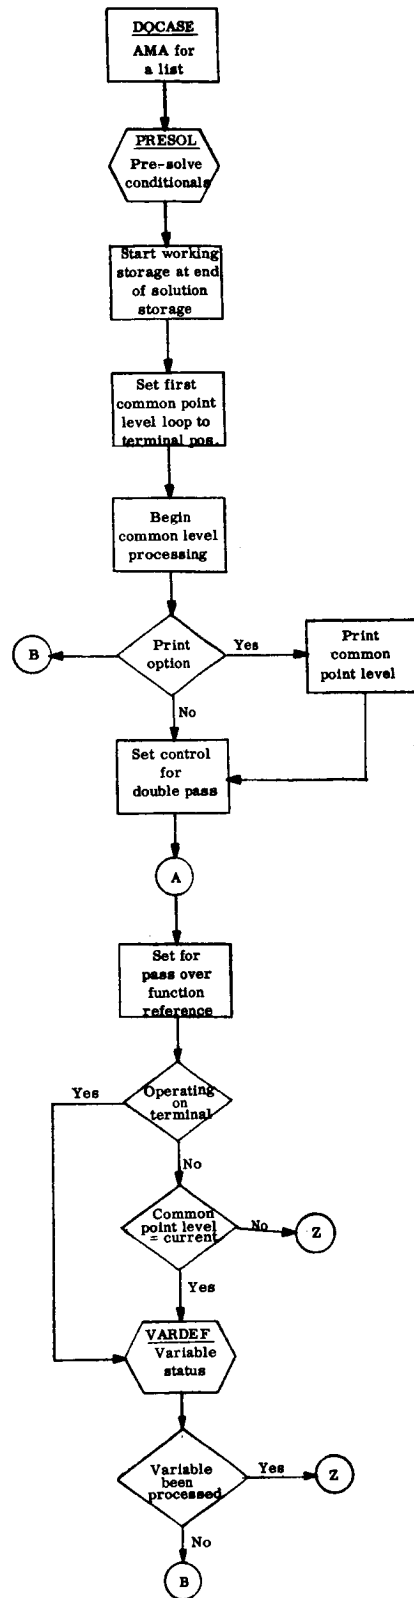 DQCASE
AMA for
a list
PRESOL
Pre-solve
conditionals
Start working
storage at end
of solution
storage
Set first
common point
level loop to
terminal pos.
Begin
common level
processing
B
Print
option
Yes
Print
common
point level
No
Set control
for
double pass
A
Set for
pass over
function
reference
Yes
Operating
on
terminal
No
Common
point level
= current
No
Z
Yes
VARDEF
Variable
status
Variable
been
processed
Yes
Z
No
B